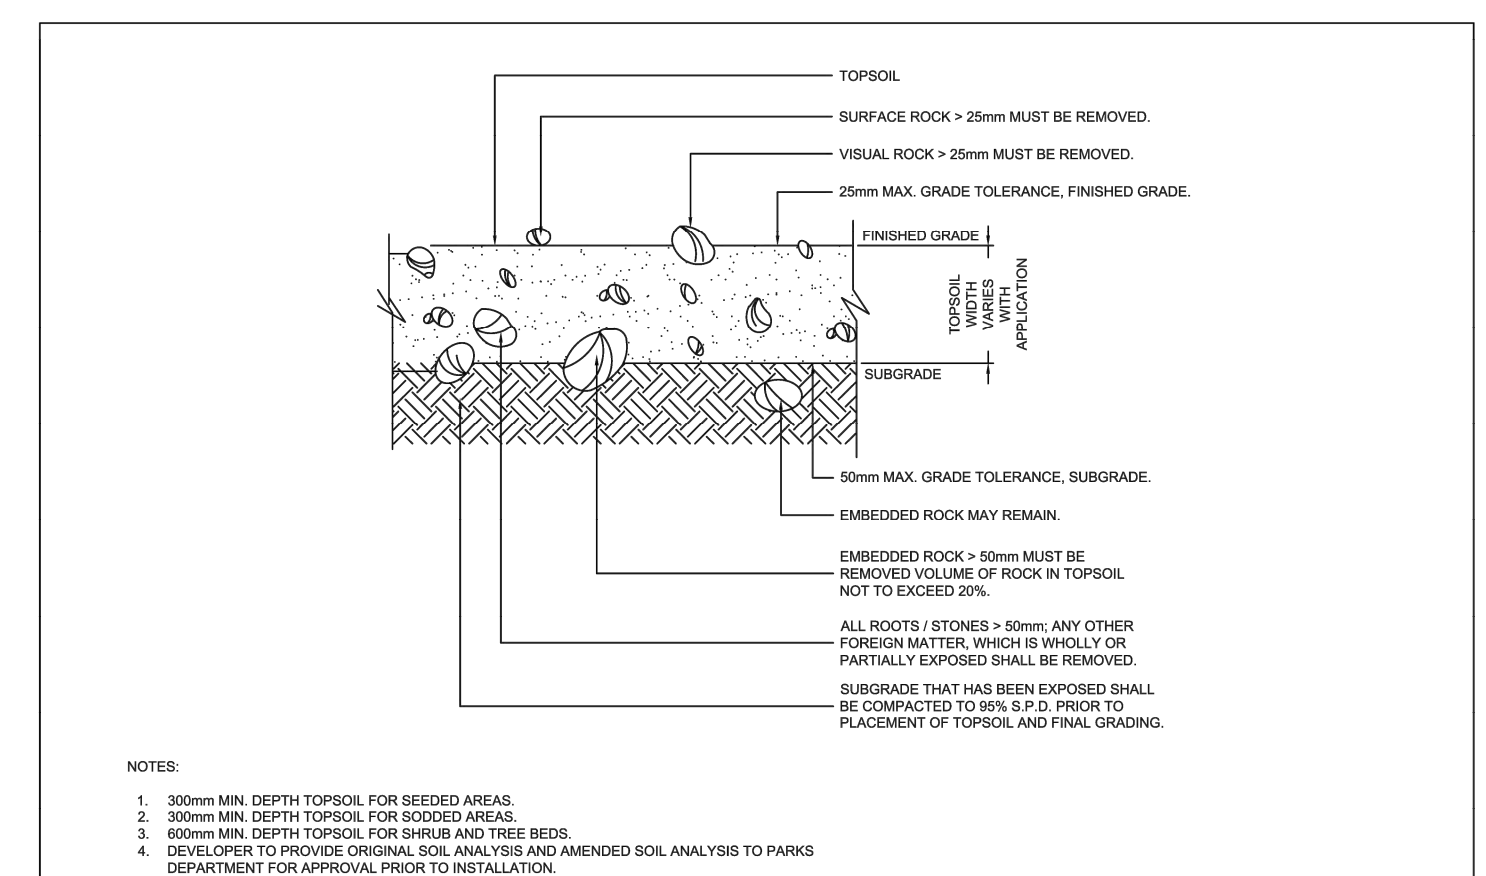 TOPSOIL
SURFACE ROCK > 25mm MUST BE REMOVED.
VISUAL ROCK > 25mm MUST BE REMOVED.
25mm MAX. GRADE TOLERANCE, FINISHED GRADE.
FINISHED GRADE
TOPSOIL
WIDTH
VARIES
WITH
APPLICATION
SUBGRADE
50mm MAX. GRADE TOLERANCE, SUBGRADE.
EMBEDDED ROCK MAY REMAIN.
EMBEDDED ROCK > 50mm MUST BE
REMOVED VOLUME OF ROCK IN TOPSOIL
NOT TO EXCEED 20%.
ALL ROOTS / STONES > 50mm; ANY OTHER
FOREIGN MATTER, WHICH IS WHOLLY OR
PARTIALLY EXPOSED SHALL BE REMOVED.
SUBGRADE THAT HAS BEEN EXPOSED SHALL
BE COMPACTED TO 95% S.P.D. PRIOR TO
PLACEMENT OF TOPSOIL AND FINAL GRADING.
NOTES:
1. 300mm MIN. DEPTH TOPSOIL FOR SEEDED AREAS.
2. 300mm MIN. DEPTH TOPSOIL FOR SODDED AREAS.
3. 600mm MIN. DEPTH TOPSOIL FOR SHRUB AND TREE BEDS.
4. DEVELOPER TO PROVIDE ORIGINAL SOIL ANALYSIS AND AMENDED SOIL ANALYSIS TO PARKS
DEPARTMENT FOR APPROVAL PRIOR TO INSTALLATION.